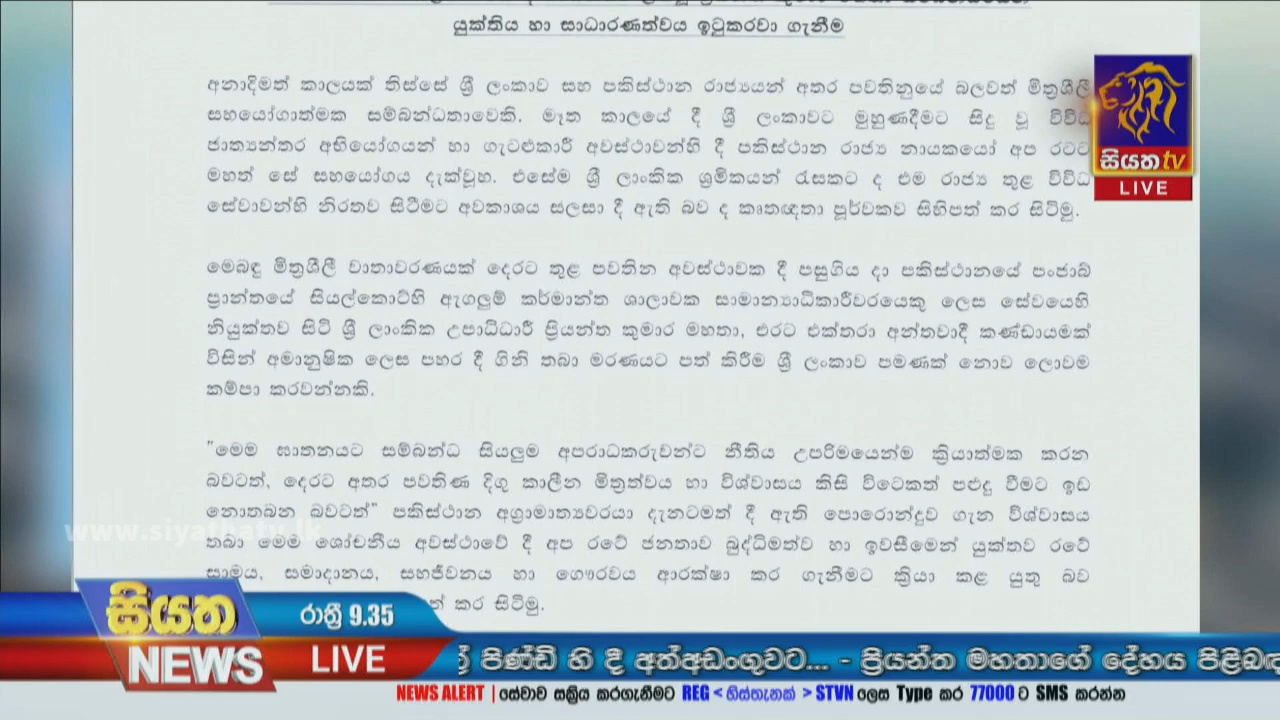 යුක්තිය හා සාධාරණත්වය ඉටුකරවා ගැනීම
අනාදිමත් කාලයක් තිස්සේ ශ්‍රී ලංකාව සහ පකිස්ථාන රාජ්‍යයන් අතර පවතිනුයේ බලවත් මිත්‍රශීලී
සහයෝගාත්මක සම්බන්ධතාවෙකි. මෑත කාලයේ දී ශ්‍රී ලංකාවට මුහුණදීමට සිදු වූ විවිධ
ජාත්‍යන්තර අභියෝගයන් හා ගැටළුකාරී අවස්ථාවන්හි දී පකිස්ථාන රාජ්‍ය නායකයෝ අප රටට
මහත් සේ සහයෝගය දැක්වූහ. එසේම ශ්‍රී ලාංකික ශ්‍රමිකයන් රැසකට ද එම රාජ්‍ය තුළ විවිධ
සේවාවන්හි නිරතව සිටීමට අවකාශය සලසා දී ඇති බව ද කෘතඥතා පූර්වකව සිහිපත් කර සිටිමු.
මෙබඳු මිත්‍රශීලී වාතාවරණයක් දෙරට තුළ පවතින අවස්ථාවක දී පසුගිය දා පකිස්ථානයේ පංජාබ්
ප්‍රාන්තයේ සියල්කොට්හි ඇගලුම් කර්මාන්ත ශාලාවක සාමාන්‍යාධිකාරීවරයෙකු ලෙස සේවයෙහි
නියුක්තව සිටි ශ්‍රී ලාංකික උපාධිධාරී ප්‍රියන්ත කුමාර මහතා, එරට එක්තරා අන්තවාදී කණ්ඩායමක්
විසින් අමානුෂික ලෙස පහර දී ගිනි තබා මරණයට පත් කිරීම ශ්‍රී ලංකාව පමණක් නොව ලොවම
කම්පා කරවන්නකි.
"මෙම ඝාතනයට සම්බන්ධ සියලුම අපරාධකරුවන්ට නීතිය උපරිමයෙන්ම ක්‍රියාත්මක කරන
බවටත්, දෙරට අතර පවතිණ දිගු කාලීන මිත්‍රත්වය හා විශ්වාසය කිසි විටෙකත් පළුදු වීමට ඉඩ
නොතබන බවටත්" පකිස්ථාන අග්‍රාමාත්‍යවරයා දැනටමත් දී ඇති පොරොන්දුව ගැන විශ්වාසය
තබා මෙම ශෝචනීය අවස්ථාවේ දී අප රටේ ජනතාව බුද්ධිමත්ව හා ඉවසීමෙන් යුක්තව රටේ
සාමය, සමාදානය, සහජීවනය හා ගෞරවය ආරක්ෂා කර ගැනීමට ක්‍රියා කළ යුතු බව
කර සිටිමු.
සියත tv
LIVE
www.siyathatv.lk
සියත
NEWS
රාත්‍රී 9.35
LIVE
පිණ්ඩි හි දී අත්අඩංගුවට... - ප්‍රියන්ත මහතාගේ දේහය පිළිබඳ
NEWS ALERT | සේවාව සක්‍රිය කරගැනීමට REG < හිස්තැනක් > STVN ලෙස Type කර 77000 ට SMS කරන්න